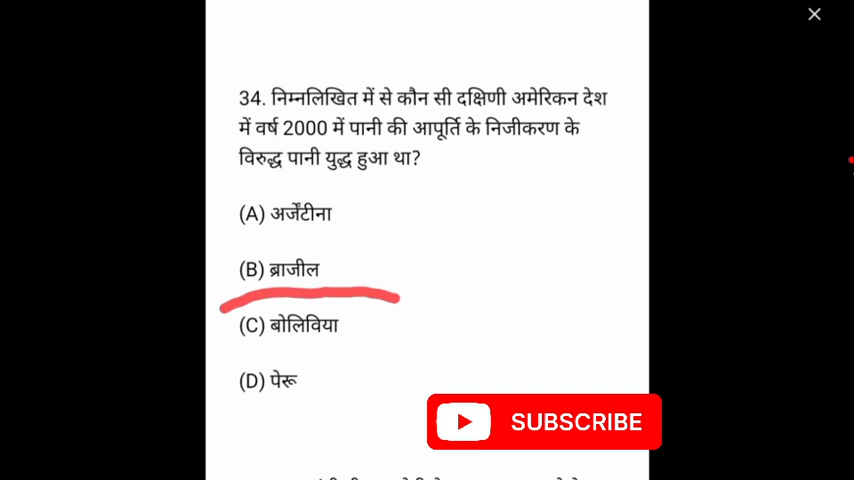 34. निम्नलिखित में से कौन सी दक्षिणी अमेरिकन देश
में वर्ष 2000 में पानी की आपूर्ति के निजीकरण के
विरुद्ध पानी युद्ध हुआ था?
(A) अर्जेंटीना
(B) ब्राजील
(C) बोलिविया
(D) पेरू
SUBSCRIBE